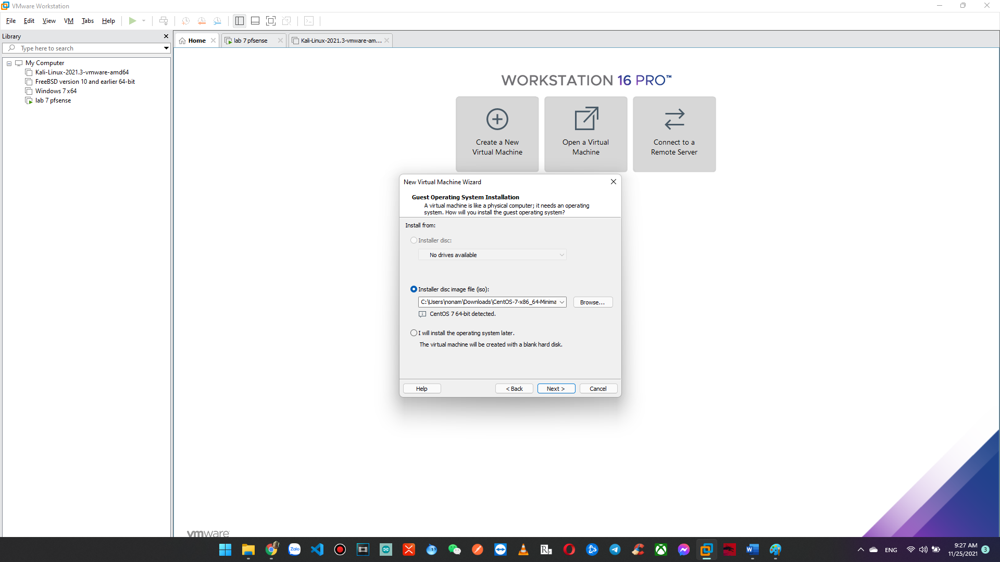 VMware Workstation
File Edit View VM Tabs Help
Library
Type here to search
My Computer
Kali-Linux-2021.3-vmware-amd64
FreeBSD version 10 and earlier 64-bit
Windows 7 x64
lab 7 pfsense
Home lab 7 pfsense Kali-Linux-2021.3-vmware-am...
WORKSTATION 16 PRO™
Create a New
Virtual Machine
Open a Virtual
Machine
Connect to a
Remote Server
New Virtual Machine Wizard
Guest Operating System Installation
A virtual machine is like a physical computer; it needs an operating
system. How will you install the guest operating system?
Install from:
Installer disc:
No drives available
Installer disc image file (iso):
C:\Users\nonam\Downloads\CentOS-7-x86_64-Minima
Browse...
CentOS 7 64-bit detected.
I will install the operating system later.
The virtual machine will be created with a blank hard disk.
Help < Back Next > Cancel
vmware
Zalo
ENG
9:27 AM
11/25/2021
3